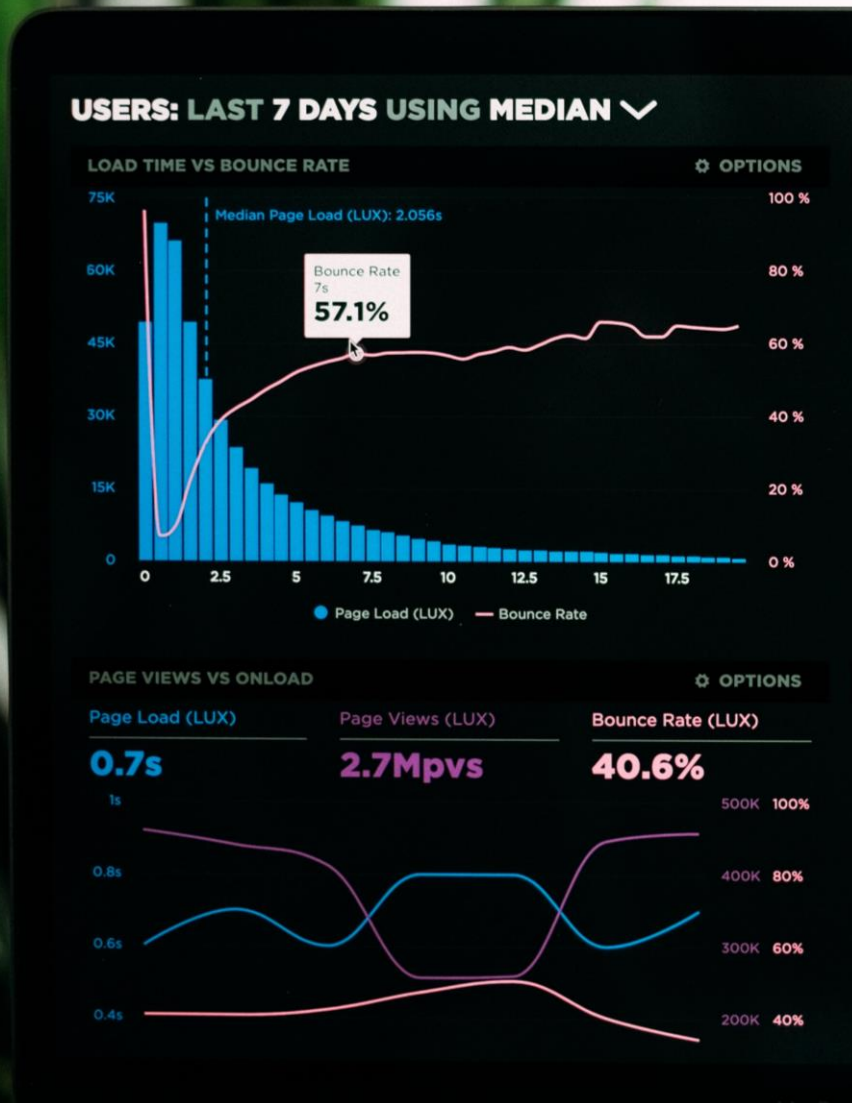 USERS: LAST 7 DAYS USING MEDIAN
LOAD TIME VS BOUNCE RATE
OPTIONS
75K
100 %
Median Page Load (LUX): 2.056s
60K
80 %
Bounce Rate
7s
57.1%
45K
60 %
30K
40 %
15K
20 %
0
0 %
0 2.5 5 7.5 10 12.5 15 17.5
Page Load (LUX) Bounce Rate
PAGE VIEWS VS ONLOAD
OPTIONS
Page Load (LUX) Page Views (LUX) Bounce Rate (LUX)
0.7s 2.7Mpvs 40.6%
1s
500K 100%
0.8s
400K 80%
0.6s
300K 60%
0.4s
200K 40%